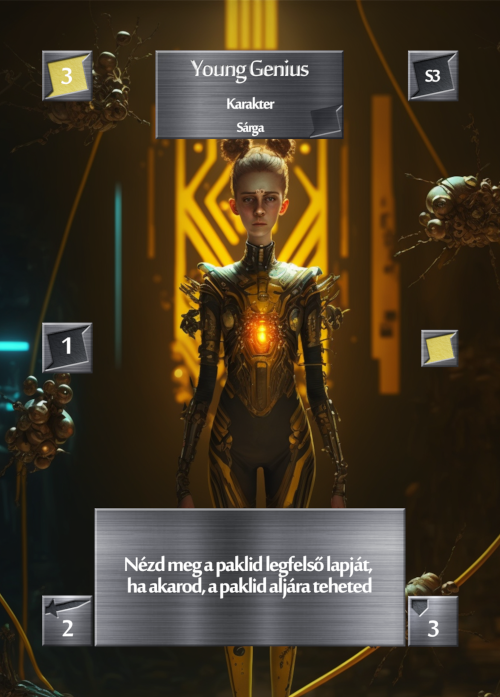 3
Young Genius
S3
Karakter
Sárga
1
Nézd meg a paklid legfelső lapját,
ha akarod, a paklid aljára teheted
2
3